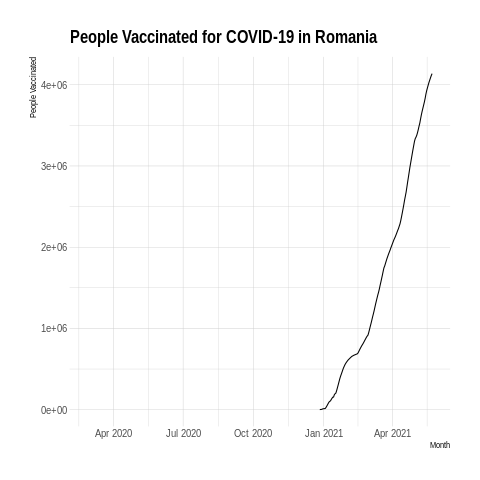 People Vaccinated for COVID-19 in Romania
People Vaccinated
4e+06
3e+06
2e+06
1e+06
0e+00
Apr 2020 Jul 2020 Oct 2020 Jan 2021 Apr 2021
Month